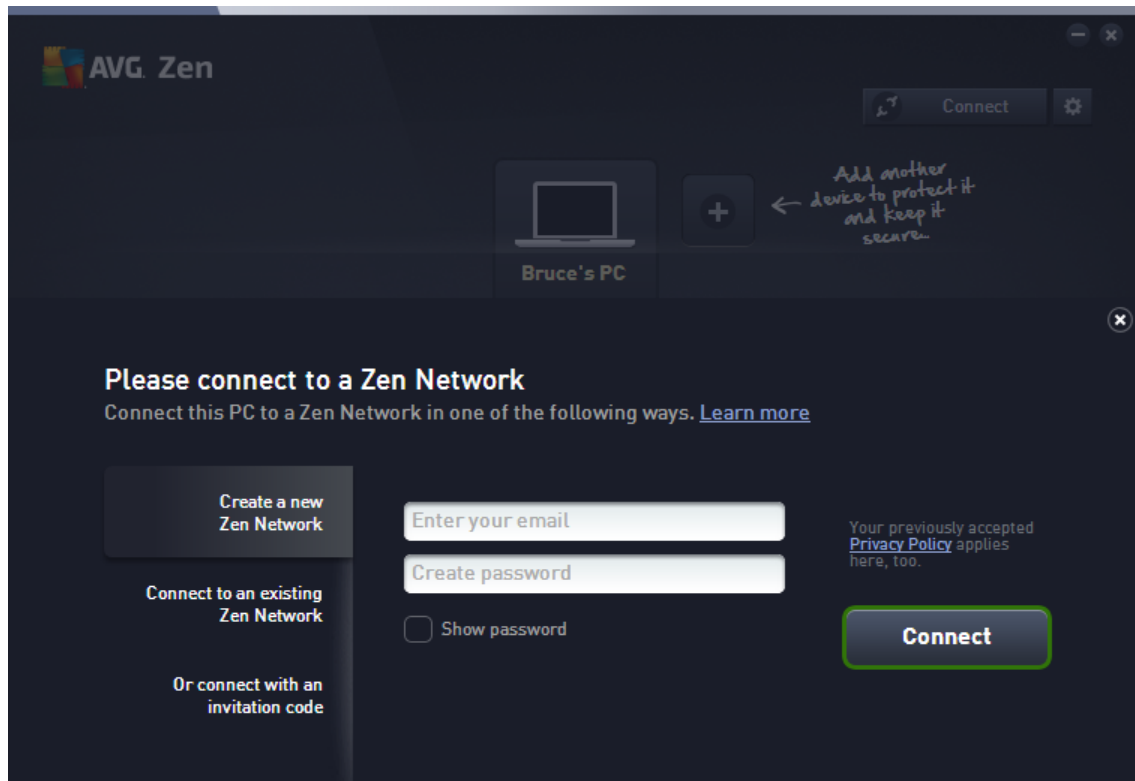 AVG. Zen
Connect
Add another
device to protect it
and keep it
secure...
Bruce's PC
Please connect to a Zen Network
Connect this PC to a Zen Network in one of the following ways. Learn more
Create a new
Zen Network
Connect to an existing
Zen Network
Or connect with an
invitation code
Enter your email
Create password
Show password
Your previously accepted
Privacy Policy applies
here, too.
Connect